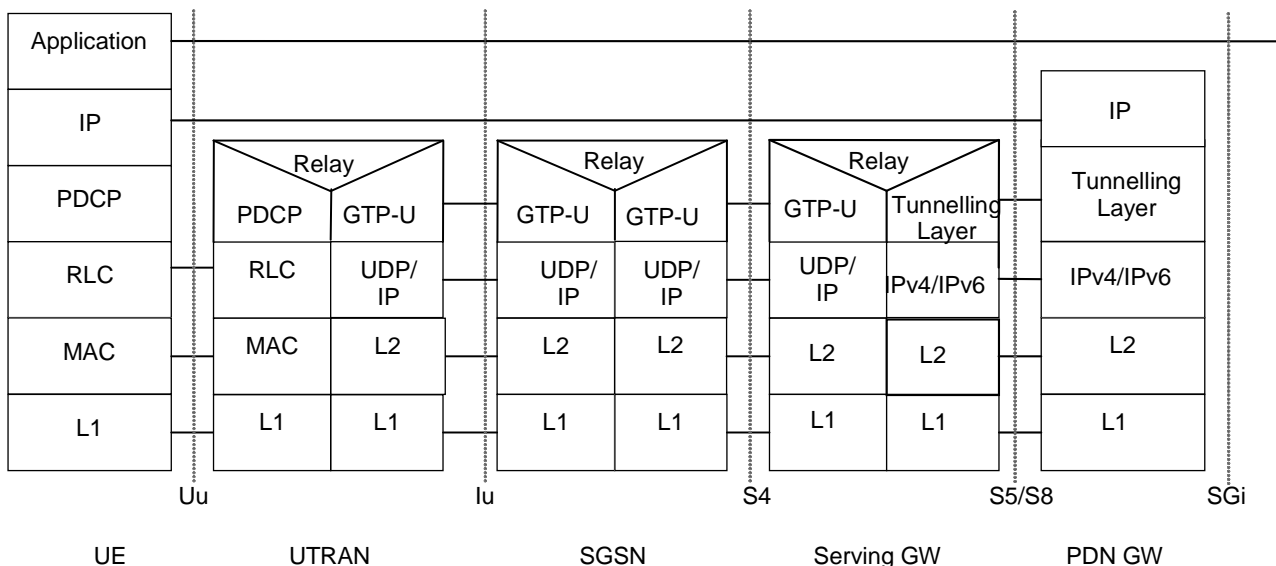 Application
IP
IP
Relay
Relay
Relay
PDCP
PDCP
GTP-U
GTP-U
GTP-U
GTP-U
Tunnelling
Layer
Tunnelling
Layer
RLC
RLC
UDP/
IP
UDP/
IP
UDP/
IP
UDP/
IP
IPv4/IPv6
IPv4/IPv6
MAC
MAC
L2
L2
L2
L2
L2
L2
L1
L1
L1
L1
L1
L1
L1
L1
Uu
Iu
S4
S5/S8
SGi
UE
UTRAN
SGSN
Serving GW
PDN GW